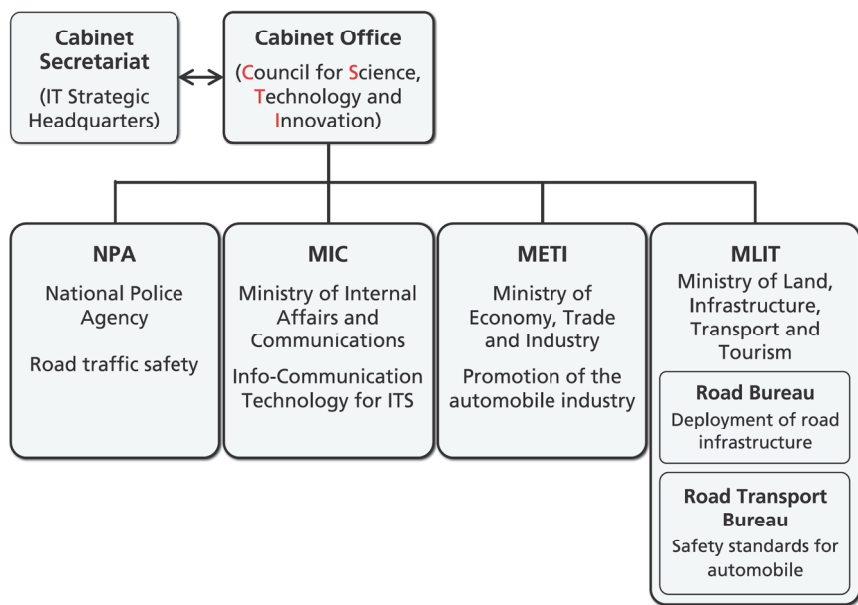 Cabinet
Secretariat
(IT Strategic
Headquarters)
Cabinet Office
(Council for Science,
Technology and
Innovation)
NPA
National Police
Agency
Road traffic safety
MIC
Ministry of Internal
Affairs and
Communications
Info-Communication
Technology for ITS
METI
Ministry of
Economy, Trade
and Industry
Promotion of the
automobile industry
MLIT
Ministry of Land,
Infrastructure,
Transport and
Tourism
Road Bureau
Deployment of road
infrastructure
Road Transport
Bureau
Safety standards for
automobile